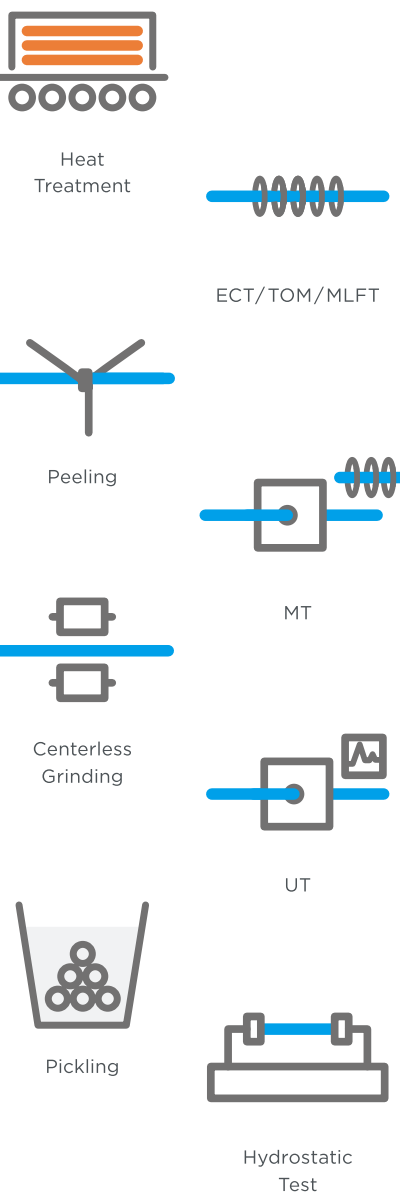 Heat
Treatment
ECT/TOM/MLFT
Peeling
MT
Centerless
Grinding
UT
Pickling
Hydrostatic
Test